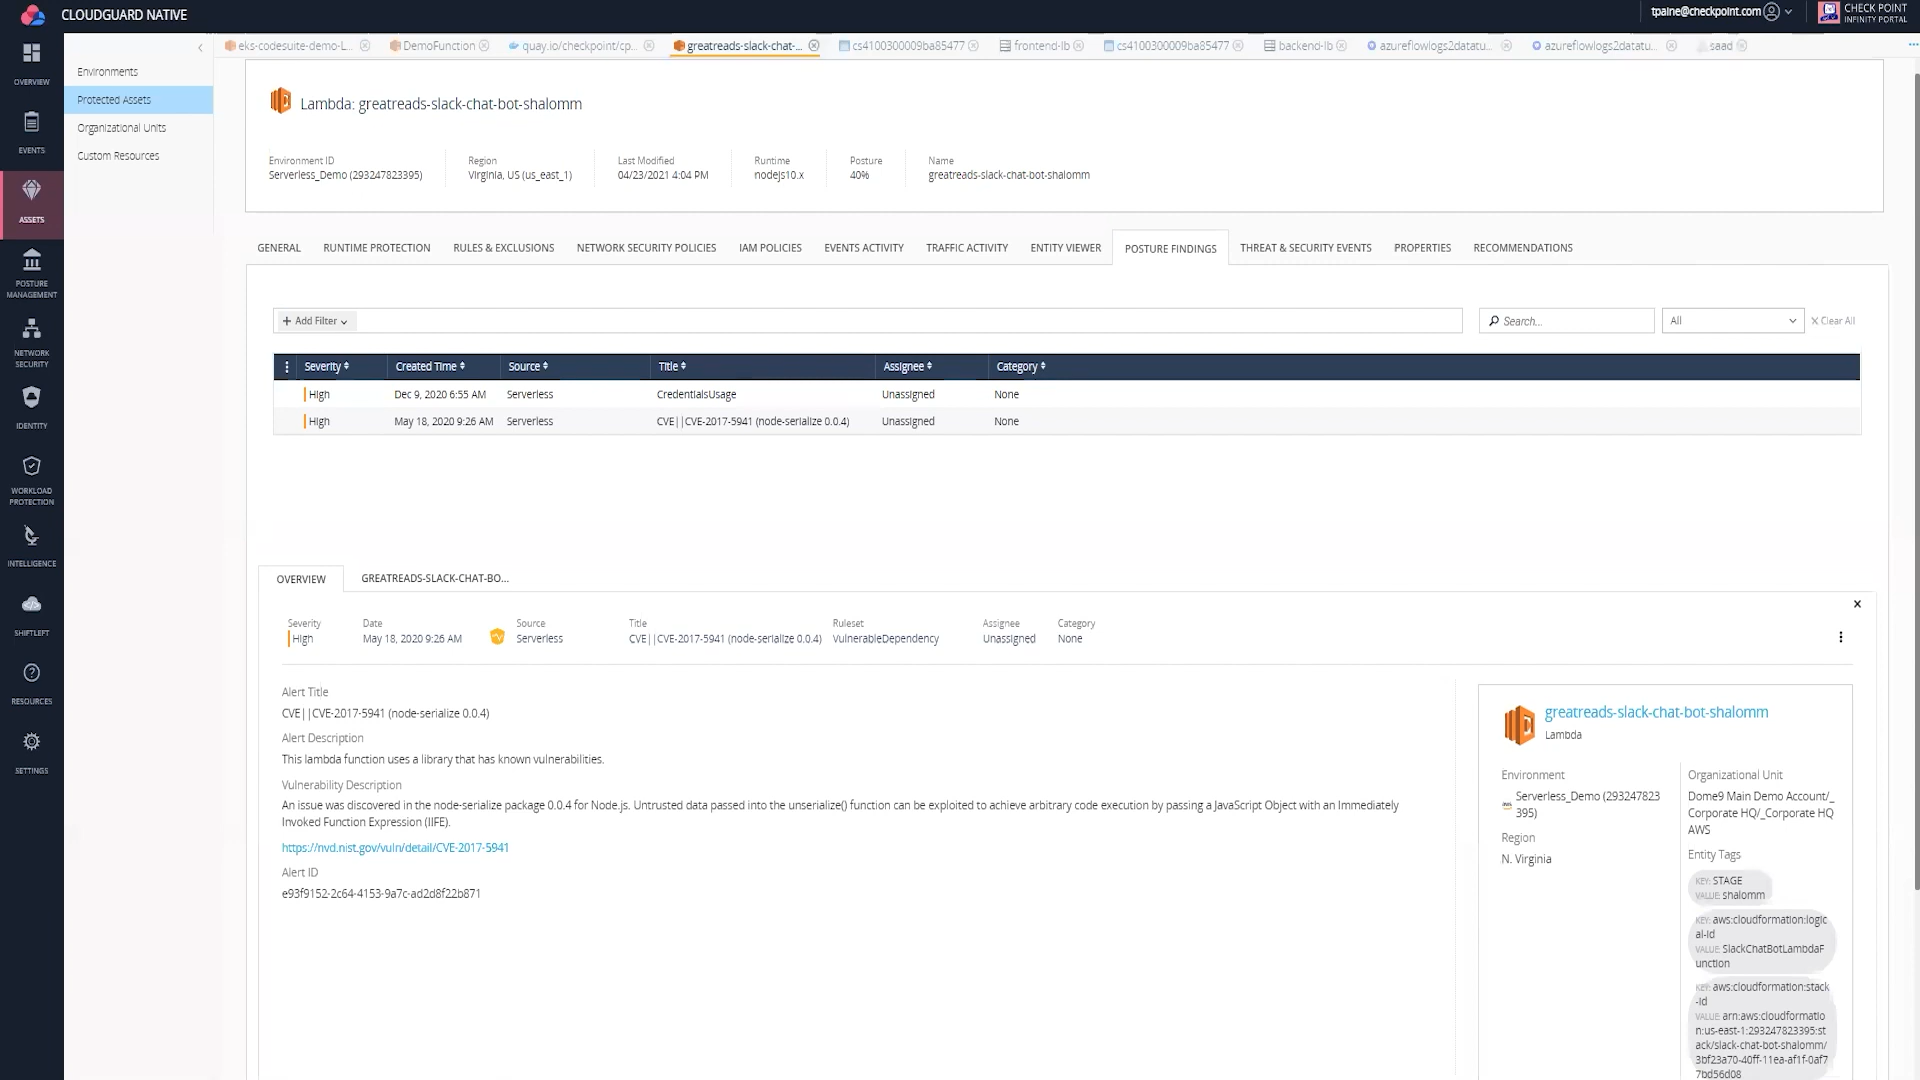 CLOUDGUARD NATIVE
tpaine@checkpoint.com
CHECK POINT
INFINITY PORTAL
eks-codesuite-demo-L...
DemoFunction
quay.io/checkpoint/cp...
greatreads-slack-chat-...
cs4100300009ba85477
frontend-lb
cs4100300009ba85477
backend-lb
azureflowlogs2datatu...
azureflowlogs2datatu...
saad
OVERVIEW
EVENTS
ASSETS
POSTURE
MANAGEMENT
NETWORK
SECURITY
IDENTITY
WORKLOAD
PROTECTION
INTELLIGENCE
SHIFTLEFT
RESOURCES
SETTINGS
Environments
Protected Assets
Organizational Units
Custom Resources
Lambda: greatreads-slack-chat-bot-shalomm
Environment ID
Serverless_Demo (293247823395)
Region
Virginia, US (us_east_1)
Last Modified
04/23/2021 4:04 PM
Runtime
nodejs10.x
Posture
40%
Name
greatreads-slack-chat-bot-shalomm
GENERAL RUNTIME PROTECTION RULES & EXCLUSIONS NETWORK SECURITY POLICIES IAM POLICIES EVENTS ACTIVITY TRAFFIC ACTIVITY ENTITY VIEWER POSTURE FINDINGS THREAT & SECURITY EVENTS PROPERTIES RECOMMENDATIONS
+ Add Filter Search... All Clear All
Severity Created Time Source Title Assignee Category
High Dec 9, 2020 6:55 AM Serverless CredentialsUsage Unassigned None
High May 18, 2020 9:26 AM Serverless CVE||CVE-2017-5941 (node-serialize 0.0.4) Unassigned None
OVERVIEW GREATREADS-SLACK-CHAT-BO...
Severity Date Source Title Ruleset Assignee Category
High May 18, 2020 9:26 AM Serverless CVE||CVE-2017-5941 (node-serialize 0.0.4) VulnerableDependency Unassigned None
Alert Title
CVE||CVE-2017-5941 (node-serialize 0.0.4)
Alert Description
This lambda function uses a library that has known vulnerabilities.
Vulnerability Description
An issue was discovered in the node-serialize package 0.0.4 for Node.js. Untrusted data passed into the unserialize() function can be exploited to achieve arbitrary code execution by passing a JavaScript Object with an Immediately
Invoked Function Expression (IIFE).
https://nvd.nist.gov/vuln/detail/CVE-2017-5941
Alert ID
e93f9152-2c64-4153-9a7c-ad2d8f22b871
greatreads-slack-chat-bot-shalomm
Lambda
Environment
Serverless_Demo (293247823
395)
Region
N. Virginia
Organizational Unit
Dome9 Main Demo Account/_
Corporate HQ/_Corporate HQ
AWS
Entity Tags
KEY: STAGE
VALUE: shalomm
KEY: aws:cloudformation:logic
al-id
VALUE: SlackChatBotLambdaF
unction
KEY: aws:cloudformation:stack
-id
VALUE: arn:aws:cloudformatio
n:us-east-1:293247823395:st
ack/slack-chat-bot-shalomm/
3bf23a70-40ff-11ea-af1f-0af7
7bd56d08